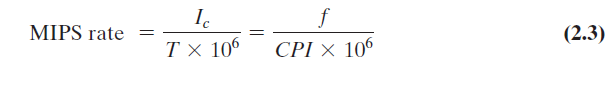 MIPS rate = I_c / (T × 10^6) = f / (CPI × 10^6) (2.3)